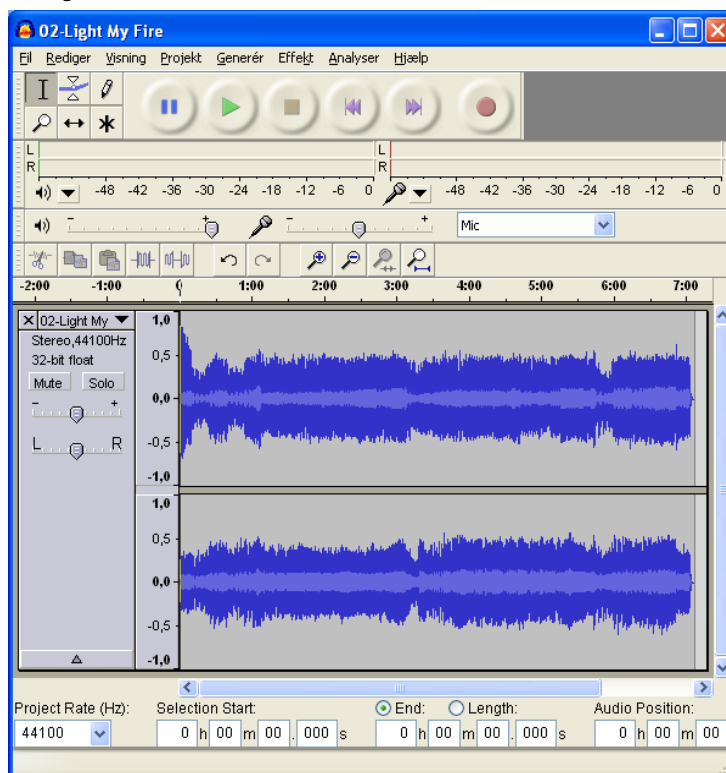 02-Light My Fire
Fil Rediger Visning Projekt Generér Effekt Analyser Hjælp
L L
R R
-48 -42 -36 -30 -24 -18 -12 -6 0 -48 -42 -36 -30 -24 -18 -12 -6 0
- + - + Mic
-2:00 -1:00 0 1:00 2:00 3:00 4:00 5:00 6:00 7:00
02-Light My 1,0
Stereo,44100Hz
32-bit float 0,5
Mute Solo
- + 0,0
L R -0,5
-1,0
1,0
0,5
0,0
-0,5
-1,0
Project Rate (Hz): Selection Start: End: Length: Audio Position:
44100 0 h 00 m 00 . 000 s 0 h 00 m 00 . 000 s 0 h 00 m 00